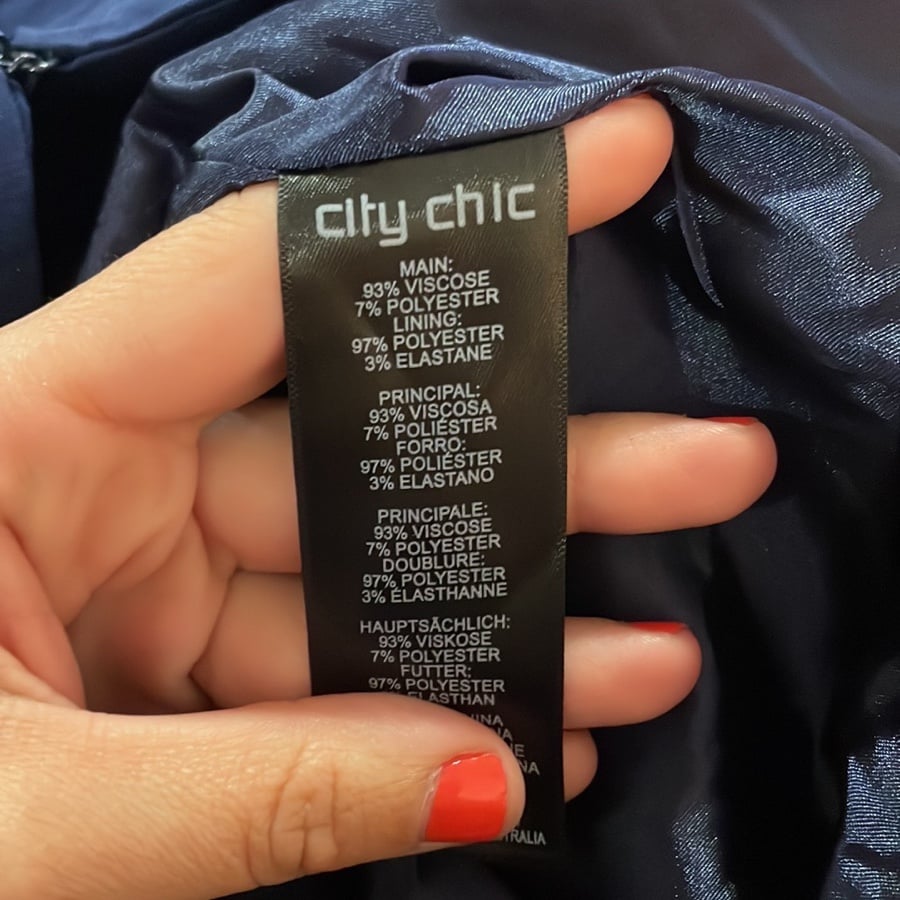 city chic
MAIN:
93% VISCOSE
7% POLYESTER
LINING:
97% POLYESTER
3% ELASTANE
PRINCIPAL:
93% VISCOSA
7% POLIÉSTER
FORRO:
97% POLIÉSTER
3% ELASTANO
PRINCIPALE:
93% VISCOSE
7% POLYESTER
DOUBLURE:
97% POLYESTER
3% ÉLASTHANNE
HAUPTSÄCHLICH:
93% VISKOSE
7% POLYESTER
FUTTER:
97% POLYESTER
ELASTHAN